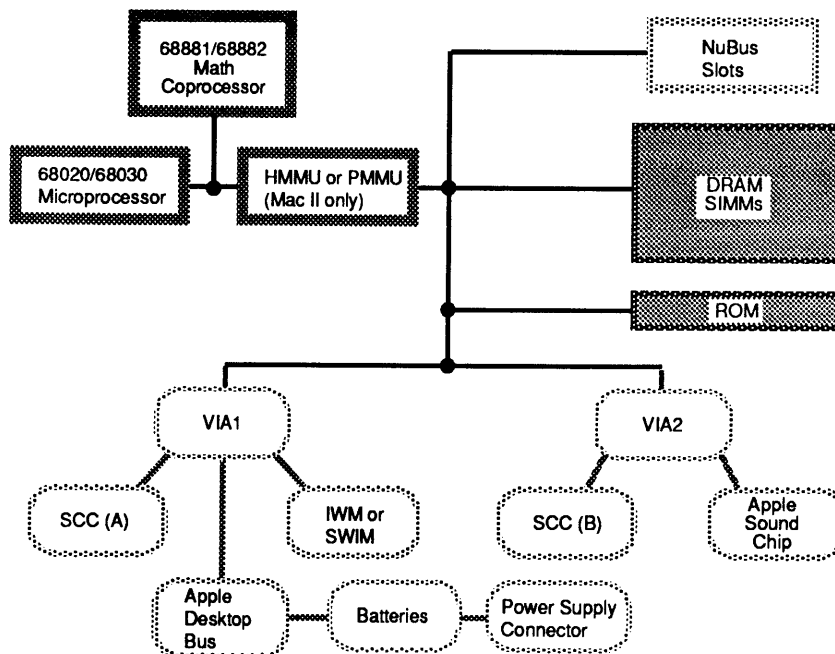 68881/68882
Math
Coprocessor
NuBus
Slots
68020/68030
Microprocessor
HMMU or PMMU
(Mac II only)
DRAM
SIMMs
ROM
VIA1
VIA2
SCC (A)
IWM or
SWIM
SCC (B)
Apple
Sound
Chip
Apple
Desktop
Bus
Batteries
Power Supply
Connector